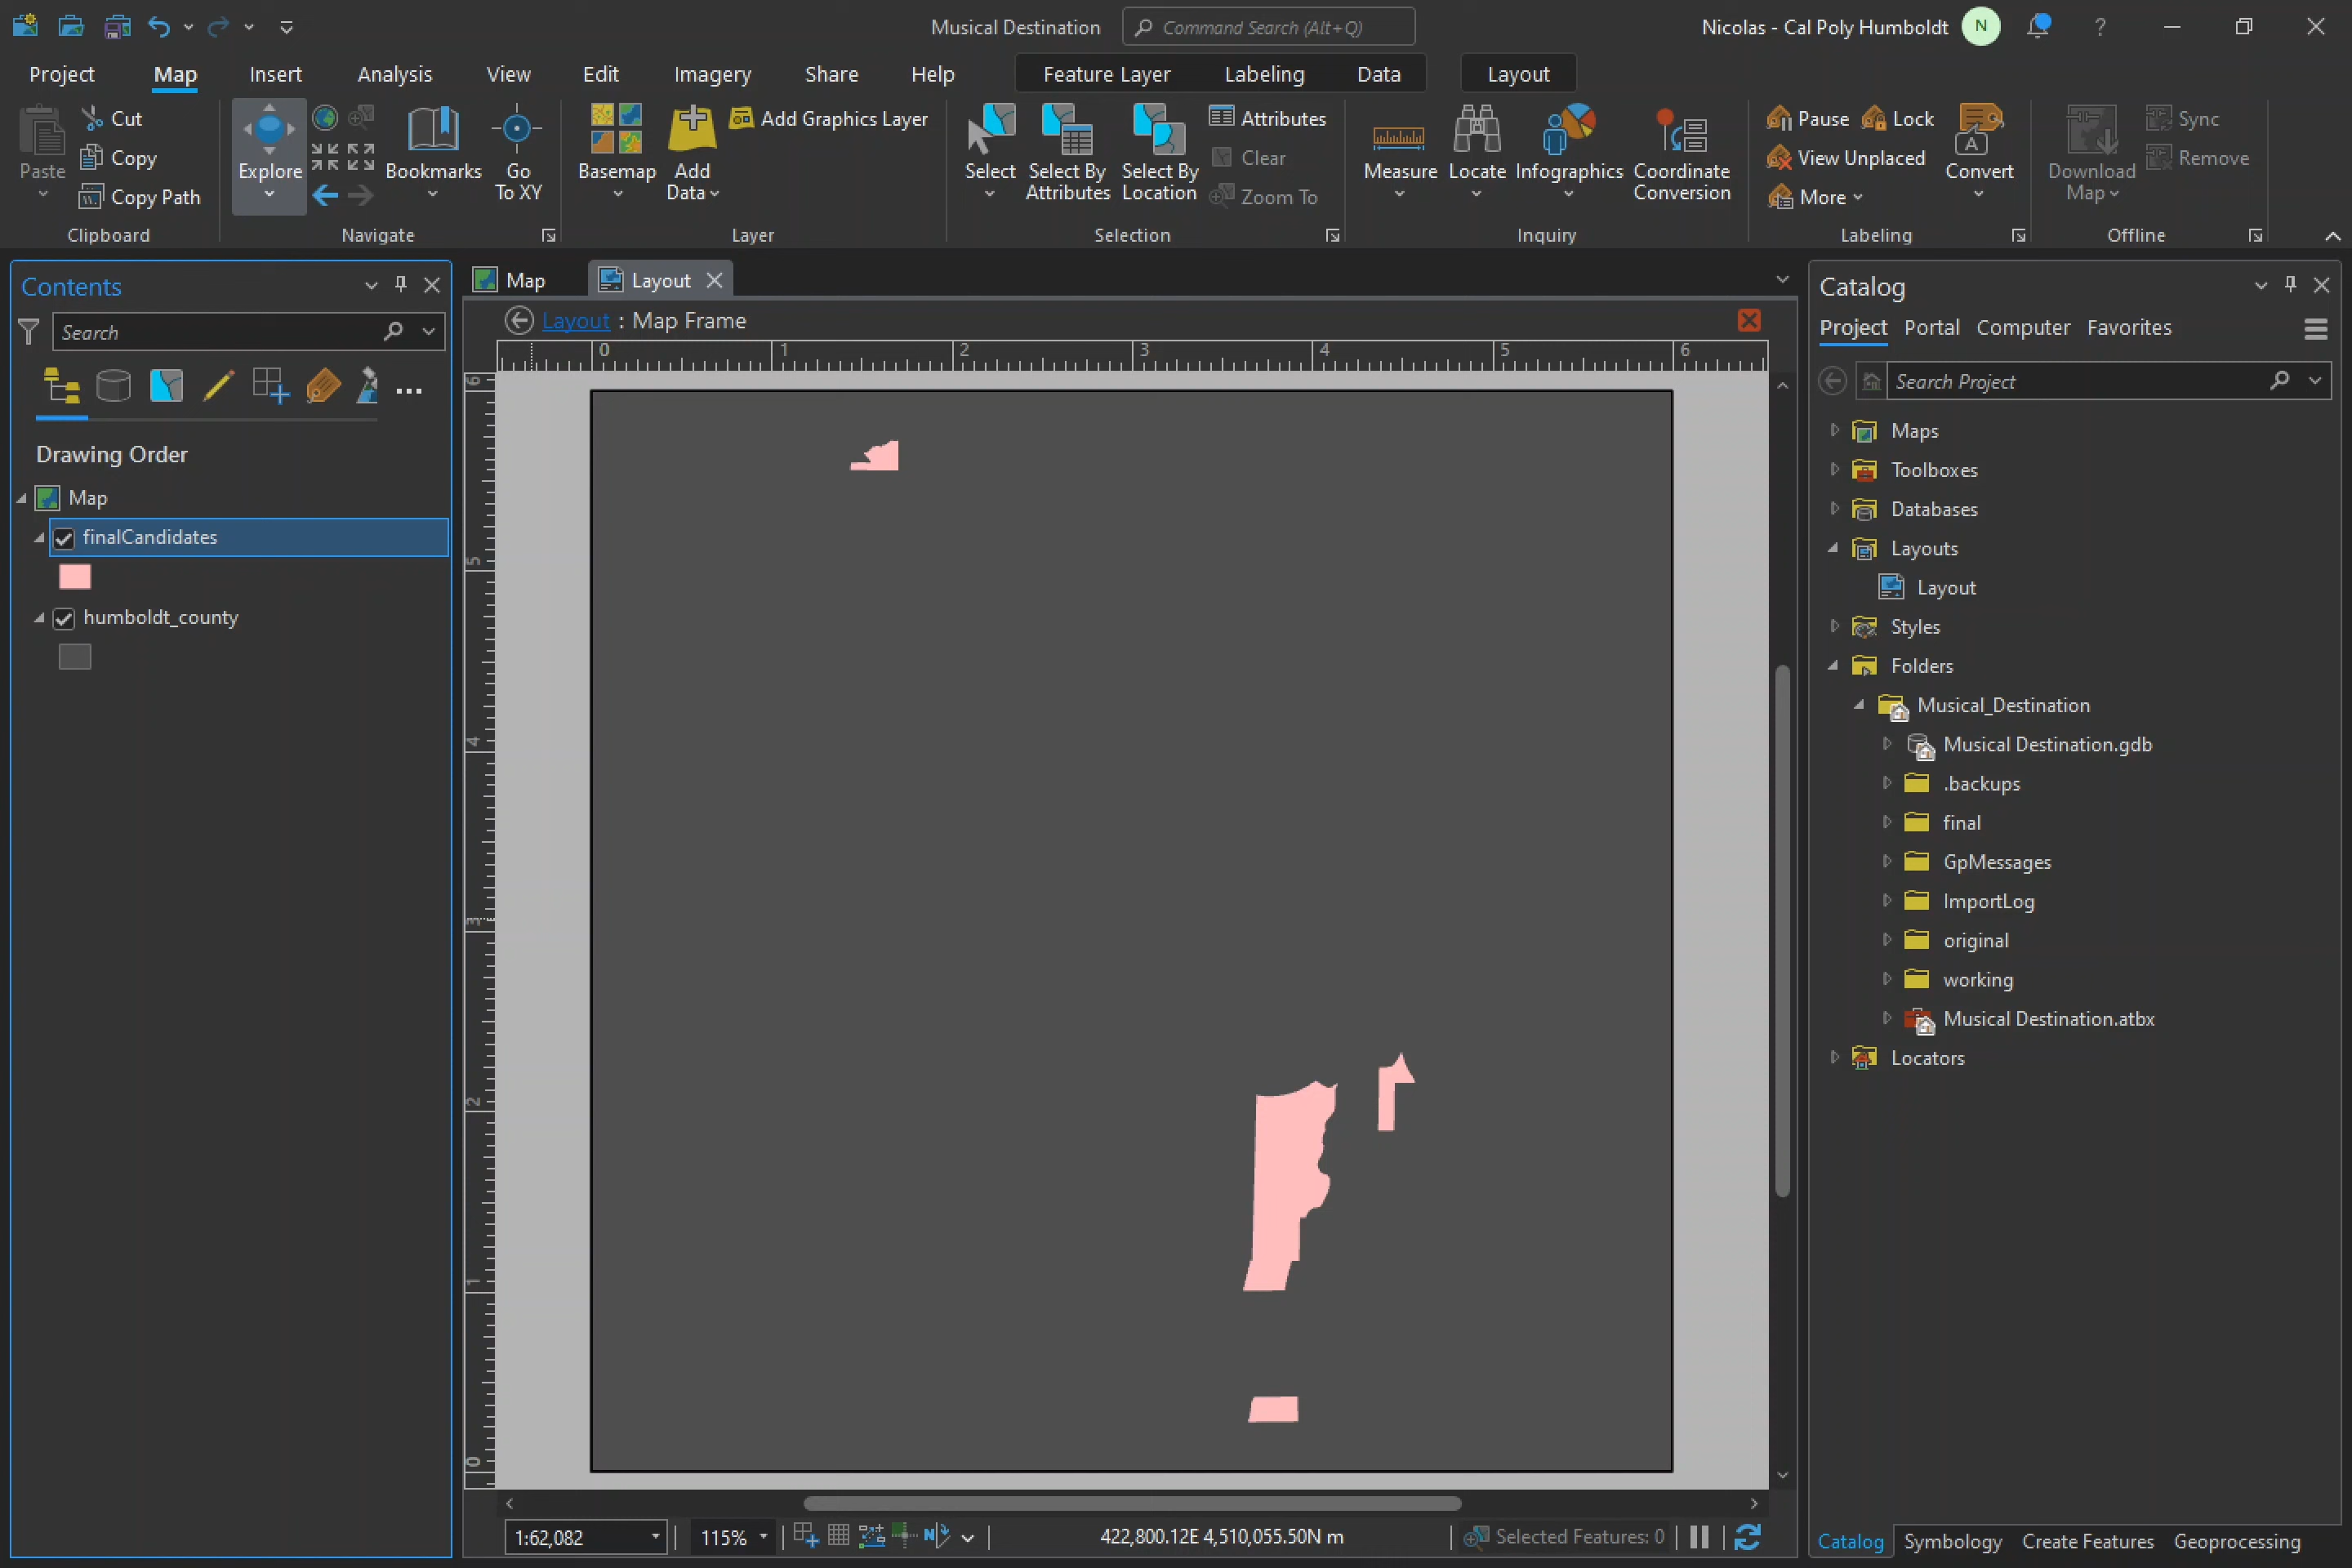 Musical Destination
Command Search (Alt+Q)
Nicolas - Cal Poly Humboldt
N
?
Project Map Insert Analysis View Edit Imagery Share Help Feature Layer Labeling Data Layout
Paste
Cut
Copy
Copy Path
Clipboard
Explore
Bookmarks
Go To XY
Navigate
Basemap
Add Data
Add Graphics Layer
Layer
Select
Select By Attributes
Select By Location
Attributes
Clear
Zoom To
Selection
Measure
Locate
Infographics
Coordinate Conversion
Inquiry
Pause
Lock
View Unplaced
More
A
Convert
Labeling
Download Map
Sync
Remove
Offline
Contents
Search
Drawing Order
Map
finalCandidates
humboldt_county
Map
Layout
Layout : Map Frame
0 1 2 3 4 5 6
6
5
4
3
2
1
0
1:62,082
115%
N
422,800.12E 4,510,055.50N m
Selected Features: 0
Catalog
Project Portal Computer Favorites
Search Project
Maps
Toolboxes
Databases
Layouts
Layout
Styles
Folders
Musical_Destination
Musical Destination.gdb
.backups
final
GpMessages
ImportLog
original
working
Musical Destination.atbx
Locators
Catalog Symbology Create Features Geoprocessing